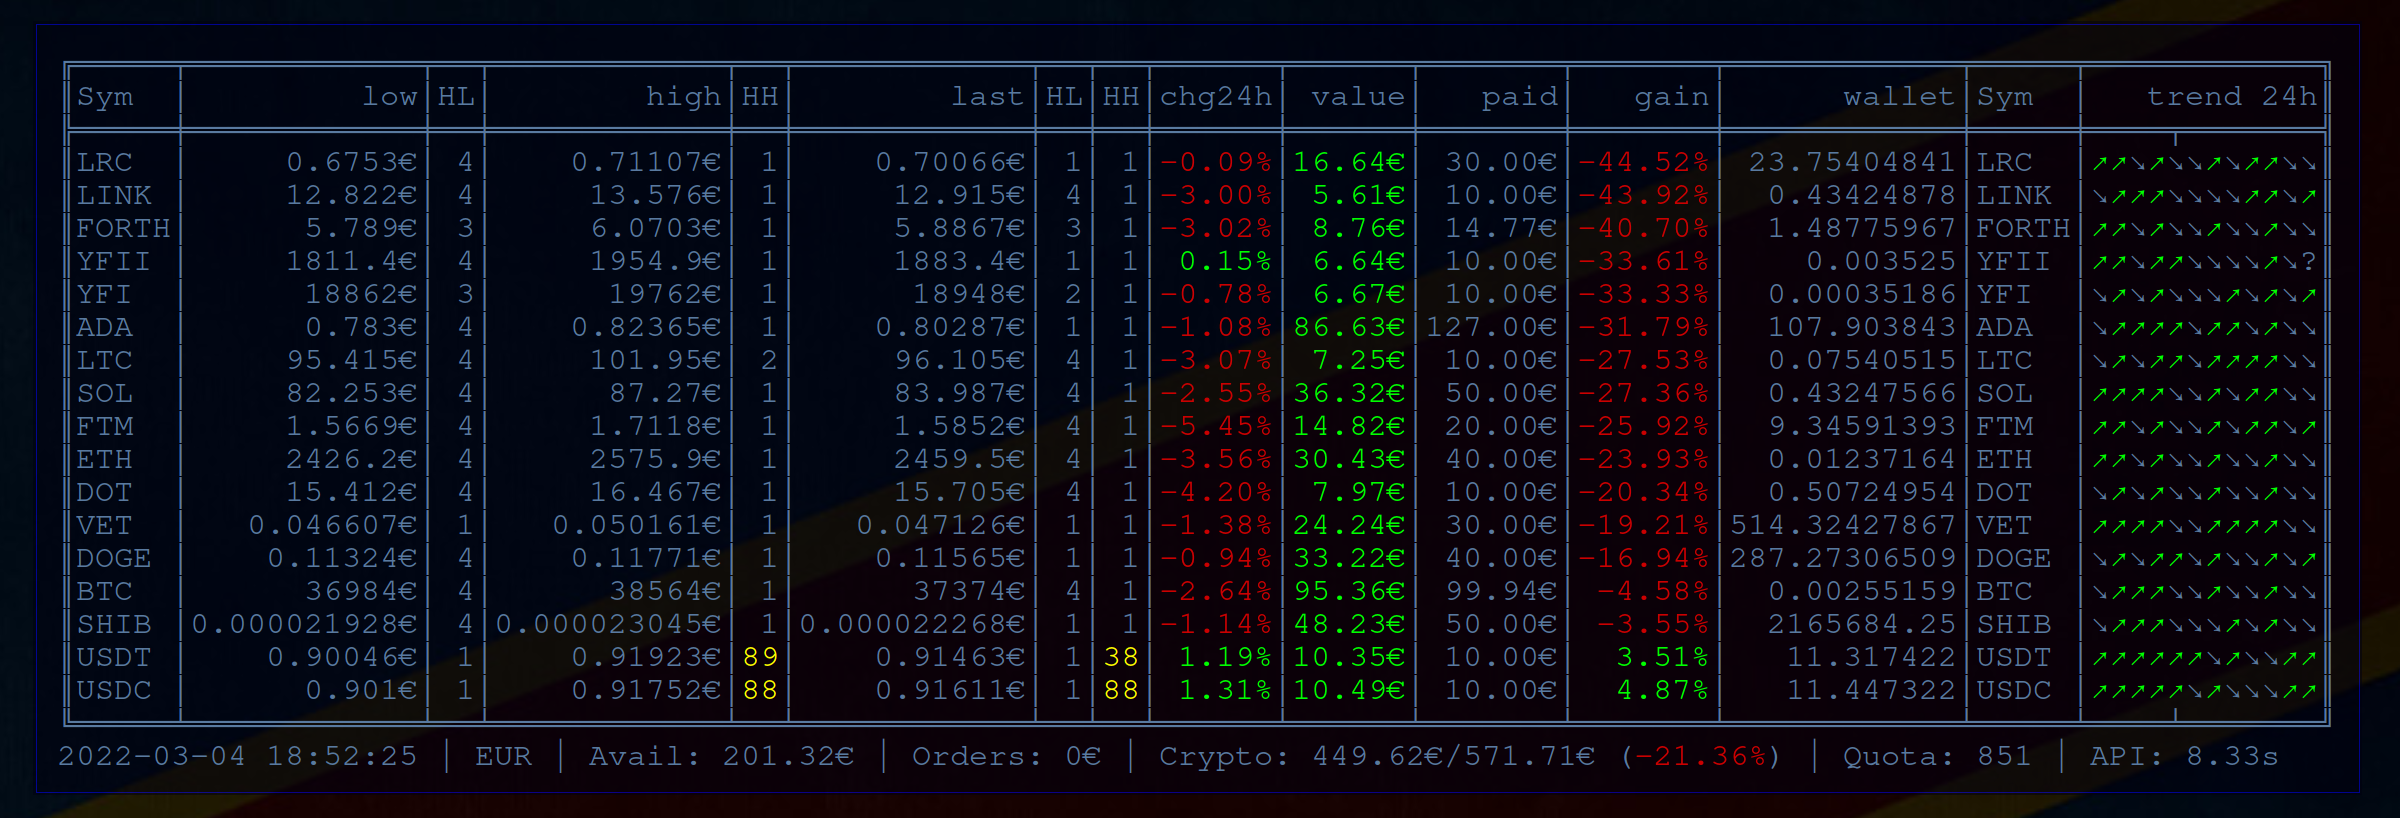 Sym low HL high HH last HL HH chg24h value paid gain wallet Sym trend 24h
LRC 0.6753€ 4 0.71107€ 1 0.70066€ 1 1 -0.09% 16.64€ 30.00€ -44.52% 23.75404841 LRC ↗↗↘↗↘↘↗↘↗↗↘↘
LINK 12.822€ 4 13.576€ 1 12.915€ 4 1 -3.00% 5.61€ 10.00€ -43.92% 0.43424878 LINK ↘↗↗↗↘↘↘↘↗↗↘↗
FORTH 5.789€ 3 6.0703€ 1 5.8867€ 3 1 -3.02% 8.76€ 14.77€ -40.70% 1.48775967 FORTH ↗↗↘↗↘↘↗↘↘↗↘↘
YFII 1811.4€ 4 1954.9€ 1 1883.4€ 1 1 0.15% 6.64€ 10.00€ -33.61% 0.003525 YFII ↗↗↘↗↗↘↘↘↘↗↘?
YFI 18862€ 3 19762€ 1 18948€ 2 1 -0.78% 6.67€ 10.00€ -33.33% 0.00035186 YFI ↘↗↘↗↘↘↘↗↘↗↘↗
ADA 0.783€ 4 0.82365€ 1 0.80287€ 1 1 -1.08% 86.63€ 127.00€ -31.79% 107.903843 ADA ↘↗↗↗↗↘↗↗↘↗↘↘
LTC 95.415€ 4 101.95€ 2 96.105€ 4 1 -3.07% 7.25€ 10.00€ -27.53% 0.07540515 LTC ↘↗↘↗↗↘↗↗↗↗↘↘
SOL 82.253€ 4 87.27€ 1 83.987€ 4 1 -2.55% 36.32€ 50.00€ -27.36% 0.43247566 SOL ↗↗↗↗↘↘↗↘↗↗↘↘
FTM 1.5669€ 4 1.7118€ 1 1.5852€ 4 1 -5.45% 14.82€ 20.00€ -25.92% 9.34591393 FTM ↗↗↘↗↘↘↗↘↗↗↘↗
ETH 2426.2€ 4 2575.9€ 1 2459.5€ 4 1 -3.56% 30.43€ 40.00€ -23.93% 0.01237164 ETH ↗↗↘↗↘↘↗↘↘↗↘↘
DOT 15.412€ 4 16.467€ 1 15.705€ 4 1 -4.20% 7.97€ 10.00€ -20.34% 0.50724954 DOT ↘↗↘↗↘↘↗↘↘↗↘↘
VET 0.046607€ 1 0.050161€ 1 0.047126€ 1 1 -1.38% 24.24€ 30.00€ -19.21% 514.32427867 VET ↗↗↗↗↘↘↗↗↗↗↘↘
DOGE 0.11324€ 4 0.11771€ 1 0.11565€ 1 1 -0.94% 33.22€ 40.00€ -16.94% 287.27306509 DOGE ↘↗↘↗↗↘↗↘↘↗↘↗
BTC 36984€ 4 38564€ 1 37374€ 4 1 -2.64% 95.36€ 99.94€ -4.58% 0.00255159 BTC ↘↗↗↗↘↘↗↘↘↗↘↘
SHIB 0.000021928€ 4 0.000023045€ 1 0.000022268€ 1 1 -1.14% 48.23€ 50.00€ -3.55% 2165684.25 SHIB ↘↗↗↗↘↘↘↗↘↗↘↘
USDT 0.90046€ 1 0.91923€ 89 0.91463€ 1 38 1.19% 10.35€ 10.00€ 3.51% 11.317422 USDT ↗↗↗↗↗↗↘↗↘↘↗↗
USDC 0.901€ 1 0.91752€ 88 0.91611€ 1 88 1.31% 10.49€ 10.00€ 4.87% 11.447322 USDC ↗↗↗↗↗↘↗↘↘↘↗↗
2022-03-04 18:52:25 │ EUR │ Avail: 201.32€ │ Orders: 0€ │ Crypto: 449.62€/571.71€ (-21.36%) │ Quota: 851 │ API: 8.33s